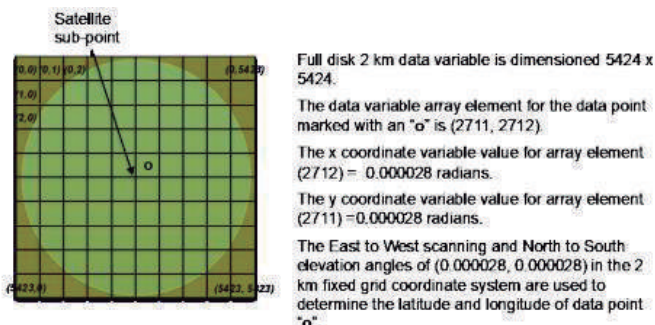 Satellite
sub-point
(0,0) (0,1) (0,2)
(0,5423)
(1,0)
(2,0)
o
(5423,0)
(5423, 5423)
Full disk 2 km data variable is dimensioned 5424 x
5424.
The data variable array element for the data point
marked with an "o" is (2711, 2712).
The x coordinate variable value for array element
(2712) = 0.000028 radians.
The y coordinate variable value for array element
(2711) =0.000028 radians.
The East to West scanning and North to South
elevation angles of (0.000028, 0.000028) in the 2
km fixed grid coordinate system are used to
determine the latitude and longitude of data point
"o"